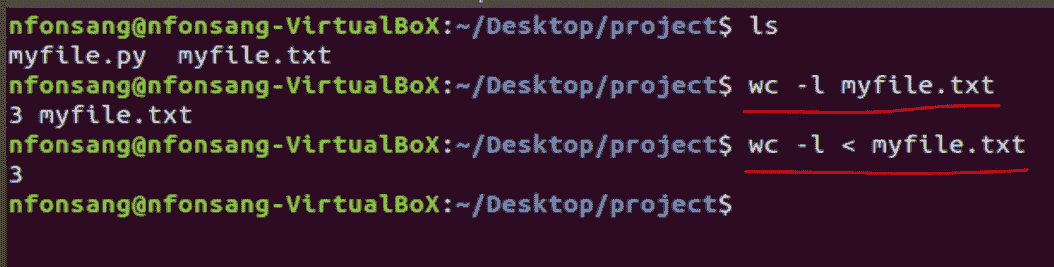 nfonsang@nfonsang-VirtualBoX:~/Desktop/project$ ls
myfile.py  myfile.txt
nfonsang@nfonsang-VirtualBoX:~/Desktop/project$ wc -l myfile.txt
3 myfile.txt
nfonsang@nfonsang-VirtualBoX:~/Desktop/project$ wc -l < myfile.txt
3
nfonsang@nfonsang-VirtualBoX:~/Desktop/project$